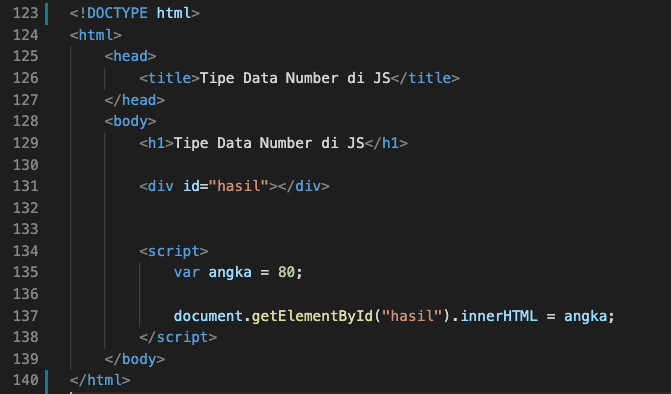 123 <!DOCTYPE html>
124 <html>
125     <head>
126         <title>Tipe Data Number di JS</title>
127     </head>
128     <body>
129         <h1>Tipe Data Number di JS</h1>
130
131         <div id="hasil"></div>
132
133
134         <script>
135             var angka = 80;
136
137             document.getElementById("hasil").innerHTML = angka;
138         </script>
139     </body>
140 </html>